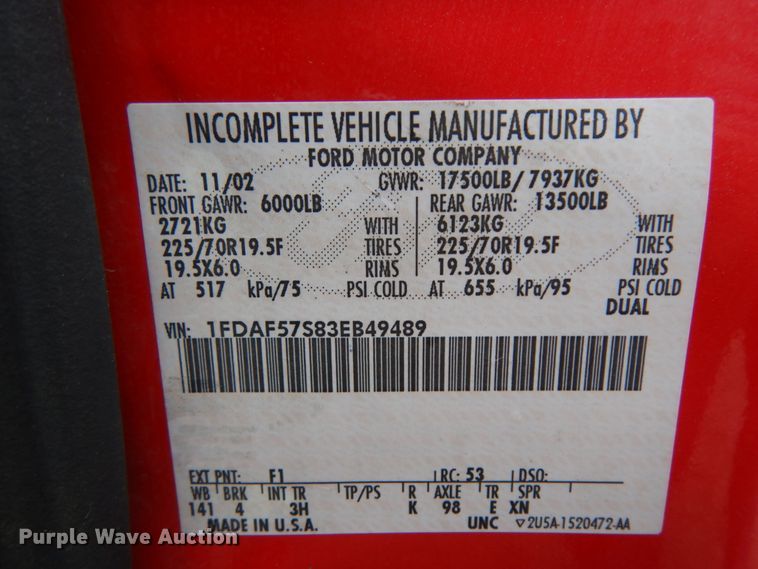 INCOMPLETE VEHICLE MANUFACTURED BY
FORD MOTOR COMPANY
DATE: 11/02 GVWR: 17500LB/ 7937KG
FRONT GAWR: 6000LB REAR GAWR: 13500LB
2721KG WITH 6123KG WITH
225/70R19.5F TIRES 225/70R19.5F TIRES
19.5X6.0 RIMS 19.5X6.0 RIMS
AT 517 kPa/75 PSI COLD AT 655 kPa/95 PSI COLD
DUAL
VIN: 1FDAF57S83EB49489
EXT PNT: F1 RC: 53 DSO:
WB BRK INT TR TP/PS R AXLE TR SPR
141 4 3H K 98 E XN
MADE IN U.S.A. UNC ▽2U5A-1520472-AA
Purple Wave Auction